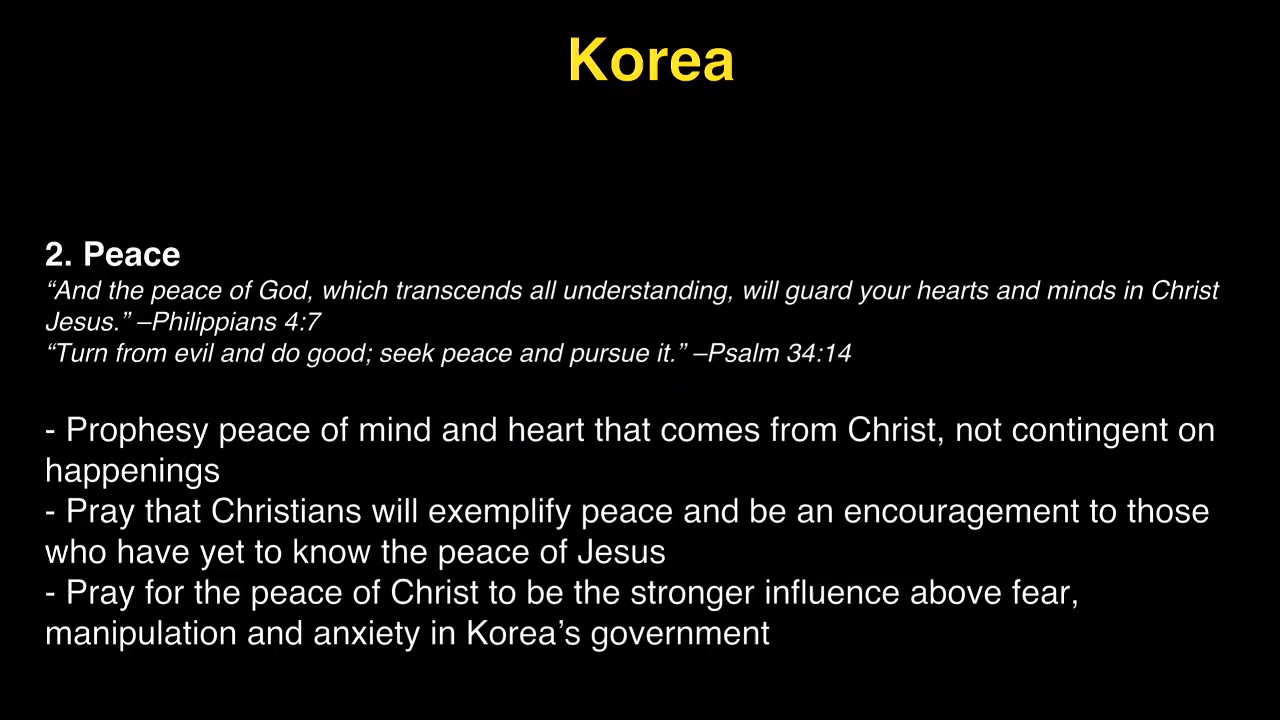 Korea
2. Peace
“And the peace of God, which transcends all understanding, will guard your hearts and minds in Christ
Jesus.” –Philippians 4:7
“Turn from evil and do good; seek peace and pursue it.” –Psalm 34:14
- Prophesy peace of mind and heart that comes from Christ, not contingent on
happenings
- Pray that Christians will exemplify peace and be an encouragement to those
who have yet to know the peace of Jesus
- Pray for the peace of Christ to be the stronger influence above fear,
manipulation and anxiety in Korea’s government